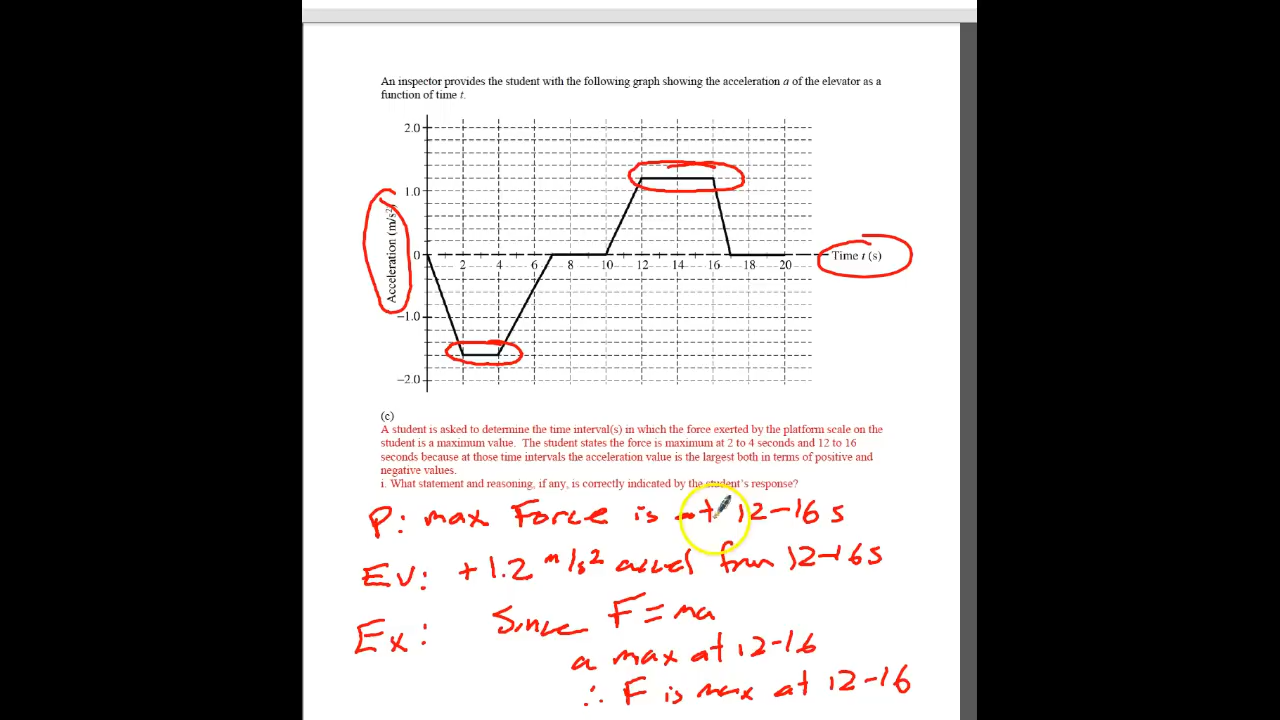 An inspector provides the student with the following graph showing the acceleration a of the elevator as a
function of time t.
2.0
1.0
0
−1.0
−2.0
Acceleration (m/s²)
2 4 6 8 10 12 14 16 18 20
Time t (s)
(c)
A student is asked to determine the time interval(s) in which the force exerted by the platform scale on the
student is a maximum value. The student states the force is maximum at 2 to 4 seconds and 12 to 16
seconds because at those time intervals the acceleration value is the largest both in terms of positive and
negative values.
i. What statement and reasoning, if any, is correctly indicated by the student's response?
P: max Force is at 12-16 s
EV: +1.2 m/s² accel from 12-16s
Ex: Since F = ma
a max at 12-16
∴ F is max at 12-16